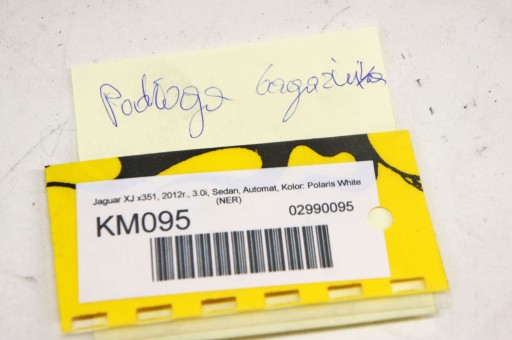 Podłoga bagażnika
Jaguar XJ x351, 2012r., 3.0i, Sedan, Automat, Kolor: Polaris White
(NER)
KM095
02990095